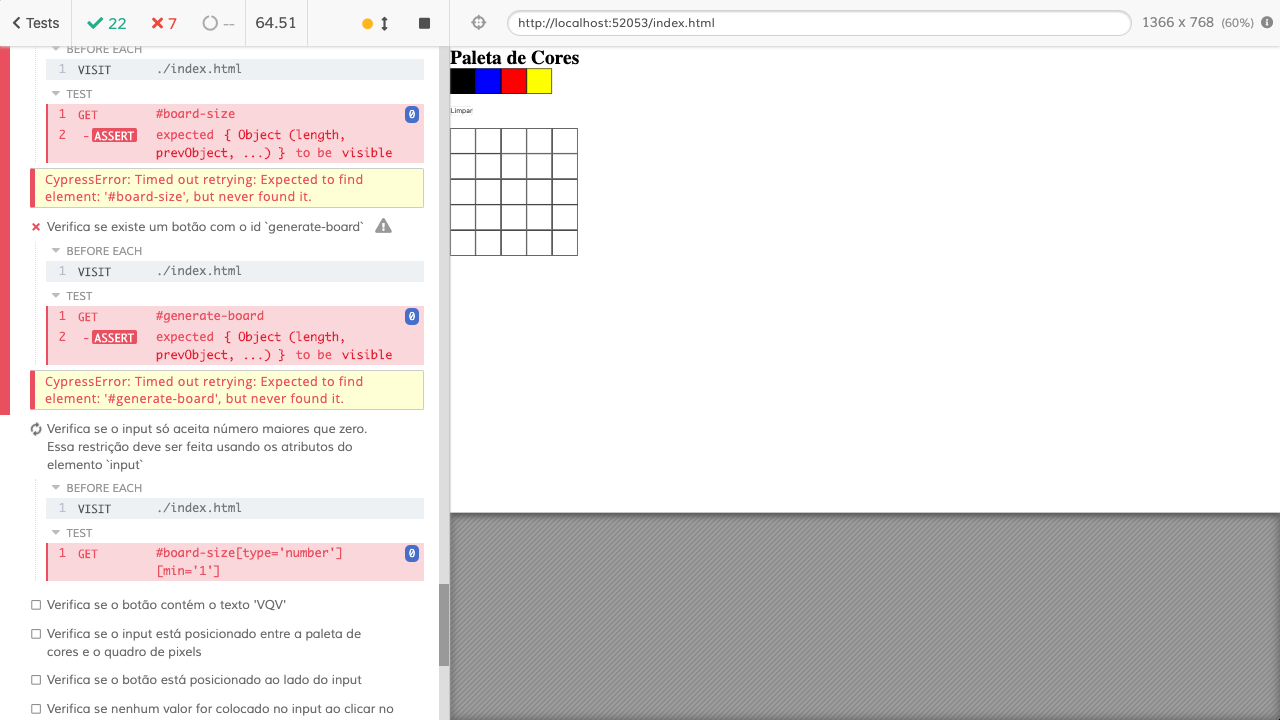 Tests
22
7
--
64.51
http://localhost:52053/index.html
1366 x 768 (60%)
BEFORE EACH
1 VISIT ./index.html
TEST
1 GET #board-size 0
2 -ASSERT expected { Object (length,
prevObject, ...) } to be visible
CypressError: Timed out retrying: Expected to find
element: '#board-size', but never found it.
Verifica se existe um botão com o id `generate-board`
BEFORE EACH
1 VISIT ./index.html
TEST
1 GET #generate-board 0
2 -ASSERT expected { Object (length,
prevObject, ...) } to be visible
CypressError: Timed out retrying: Expected to find
element: '#generate-board', but never found it.
Verifica se o input só aceita número maiores que zero.
Essa restrição deve ser feita usando os atributos do
elemento `input`
BEFORE EACH
1 VISIT ./index.html
TEST
1 GET #board-size[type='number'] 0
[min='1']
Verifica se o botão contém o texto 'VQV'
Verifica se o input está posicionado entre a paleta de
cores e o quadro de pixels
Verifica se o botão está posicionado ao lado do input
Verifica se nenhum valor for colocado no input ao clicar no
Paleta de Cores
Limpar